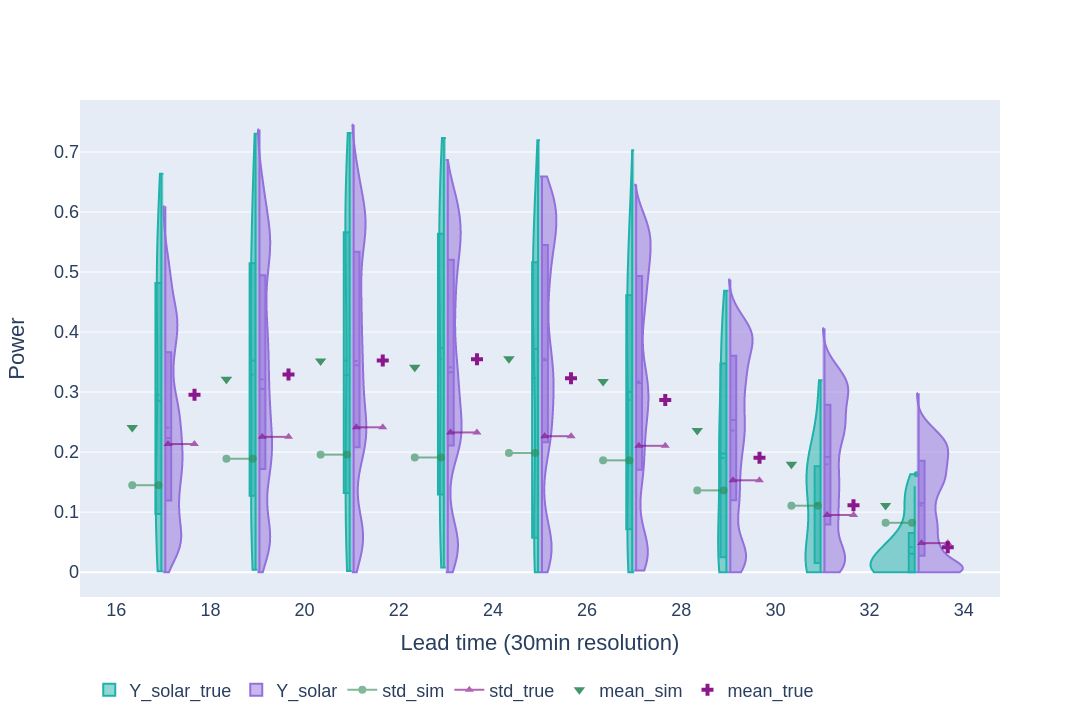 0.7
0.6
0.5
0.4
0.3
0.2
0.1
0
Power
16 18 20 22 24 26 28 30 32 34
Lead time (30min resolution)
Y_solar_true Y_solar std_sim std_true mean_sim mean_true